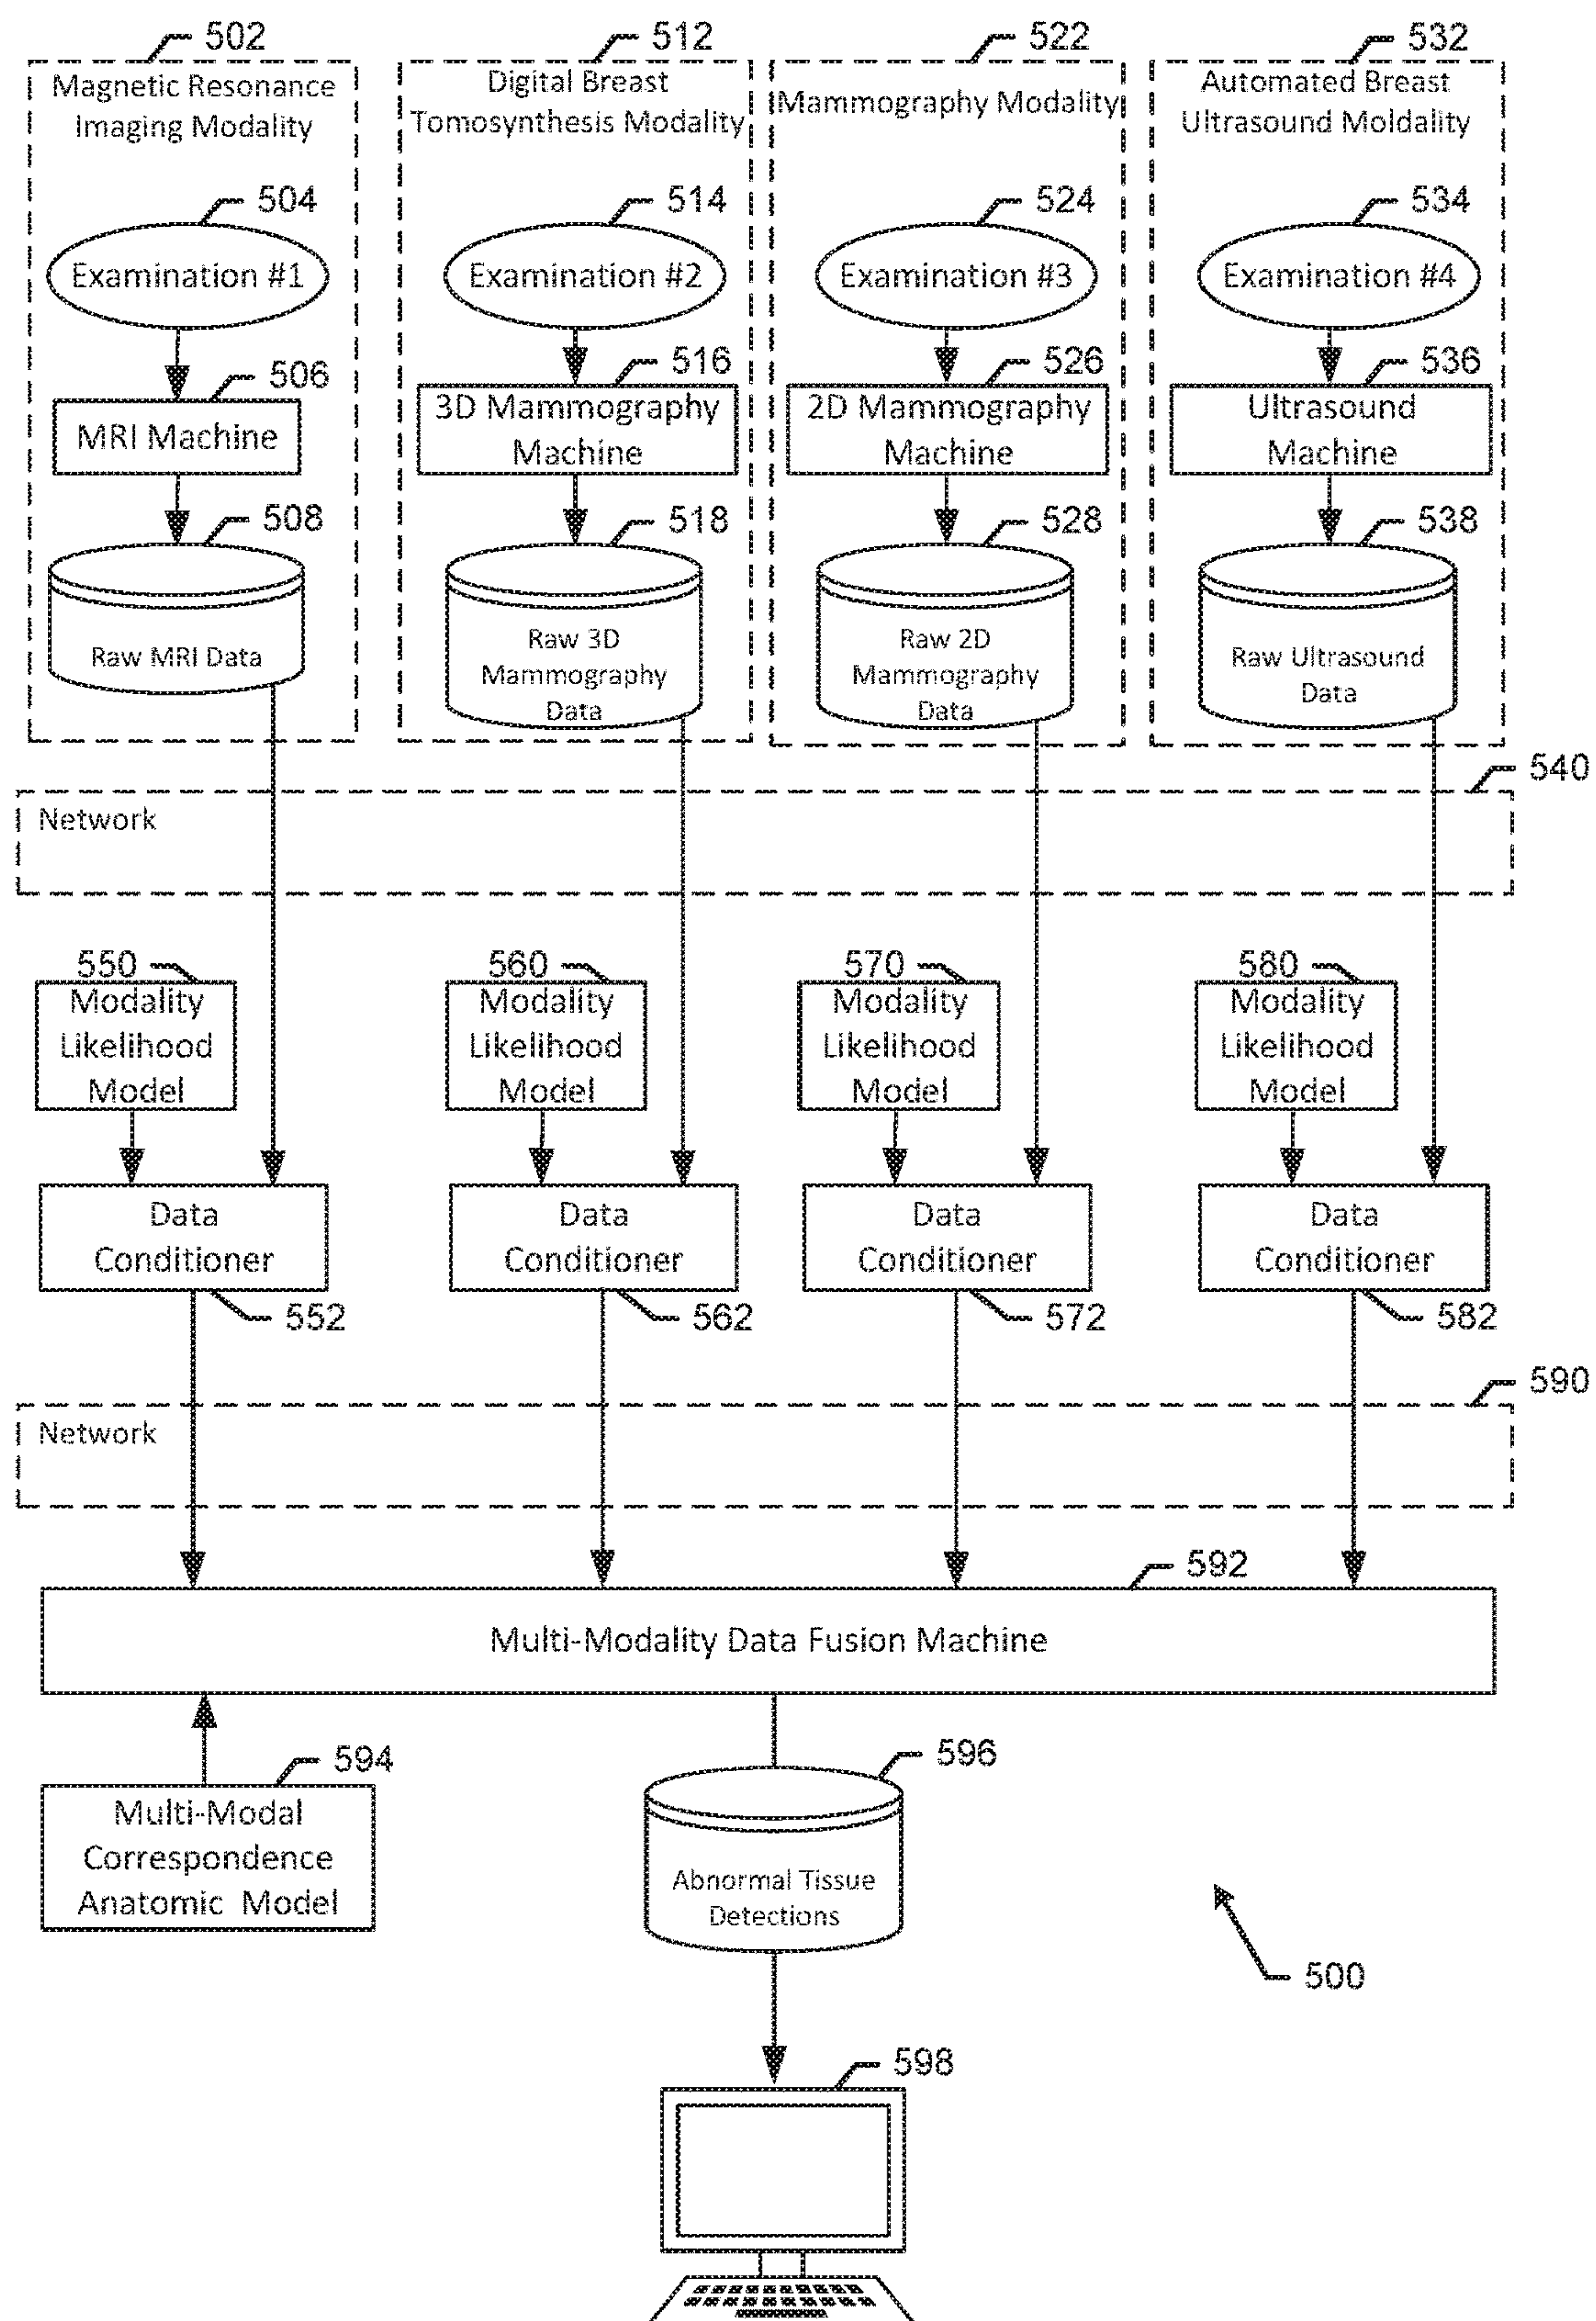 502
512
522
532
Magnetic Resonance
Imaging Modality
Digital Breast
Tomosynthesis Modality
Mammography Modality
Automated Breast
Ultrasound Moldality
504
514
524
534
Examination #1
Examination #2
Examination #3
Examination #4
506
516
526
536
MRI Machine
3D Mammography
Machine
2D Mammography
Machine
Ultrasound
Machine
508
518
528
538
Raw MRI Data
Raw 3D
Mammography
Data
Raw 2D
Mammography
Data
Raw Ultrasound
Data
540
Network
550
560
570
580
Modality
Likelihood
Model
Modality
Likelihood
Model
Modality
Likelihood
Model
Modality
Likelihood
Model
Data
Conditioner
Data
Conditioner
Data
Conditioner
Data
Conditioner
552
562
572
582
590
Network
592
Multi-Modality Data Fusion Machine
594
596
Multi-Modal
Correspondence
Anatomic Model
Abnormal Tissue
Detections
500
598